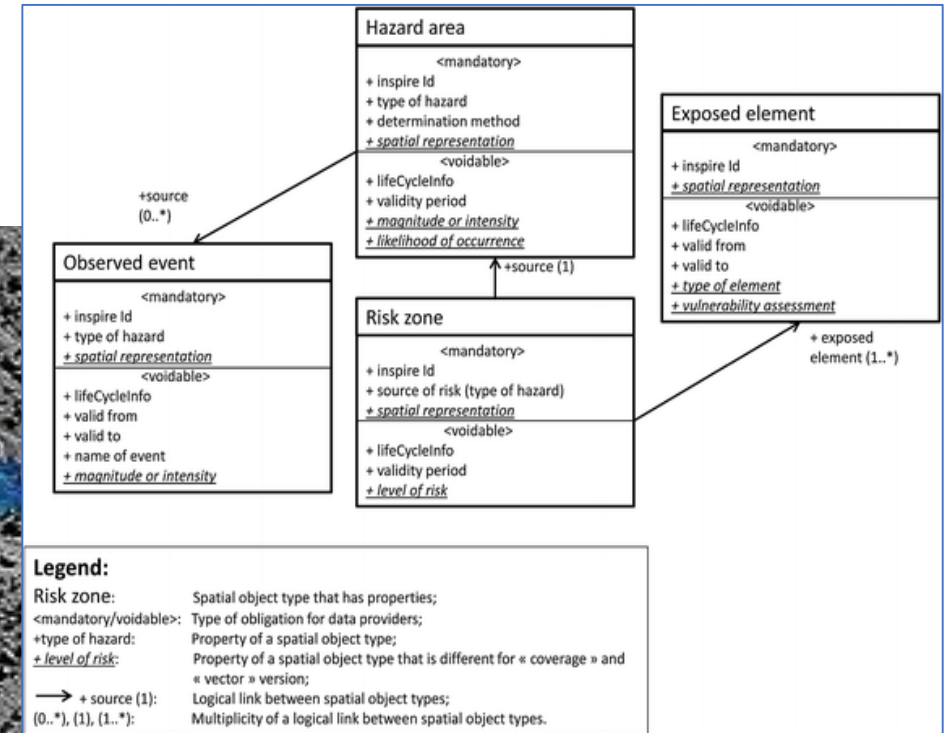 Hazard area
<mandatory>
+ inspire Id
+ type of hazard
+ determination method
+ spatial representation
<voidable>
+ lifeCycleInfo
+ validity period
+ magnitude or intensity
+ likelihood of occurrence
Exposed element
<mandatory>
+ inspire Id
+ spatial representation
<voidable>
+ lifeCycleInfo
+ valid from
+ valid to
+ type of element
+ vulnerability assessment
+source
(0..*)
Observed event
<mandatory>
+ inspire Id
+ type of hazard
+ spatial representation
<voidable>
+ lifeCycleInfo
+ valid from
+ valid to
+ name of event
+ magnitude or intensity
+source (1)
Risk zone
<mandatory>
+ inspire Id
+ source of risk (type of hazard)
+ spatial representation
<voidable>
+ lifeCycleInfo
+ validity period
+ level of risk
+ exposed
element (1..*)
Legend:
Risk zone: Spatial object type that has properties;
<mandatory/voidable>: Type of obligation for data providers;
+type of hazard: Property of a spatial object type;
+ level of risk: Property of a spatial object type that is different for « coverage » and
« vector » version;
+ source (1): Logical link between spatial object types;
(0..*), (1), (1..*): Multiplicity of a logical link between spatial object types.